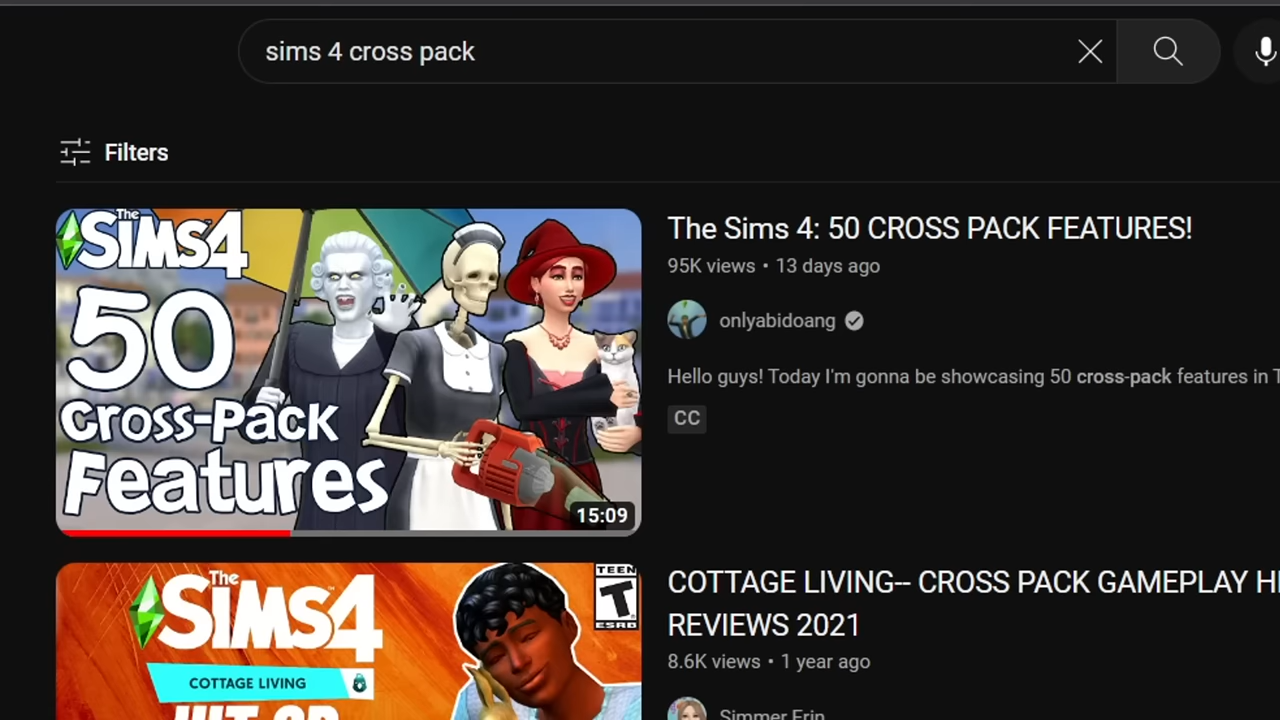 sims 4 cross pack
Filters
The
SIMS4
50
Cross-Pack
Features
15:09
The Sims 4: 50 CROSS PACK FEATURES!
95K views • 13 days ago
onlyabidoang
Hello guys! Today I'm gonna be showcasing 50 cross-pack features in T
CC
The
SIMS4
COTTAGE LIVING
TEEN
T
ESRB
COTTAGE LIVING-- CROSS PACK GAMEPLAY
REVIEWS 2021
8.6K views • 1 year ago
Simmer Erin